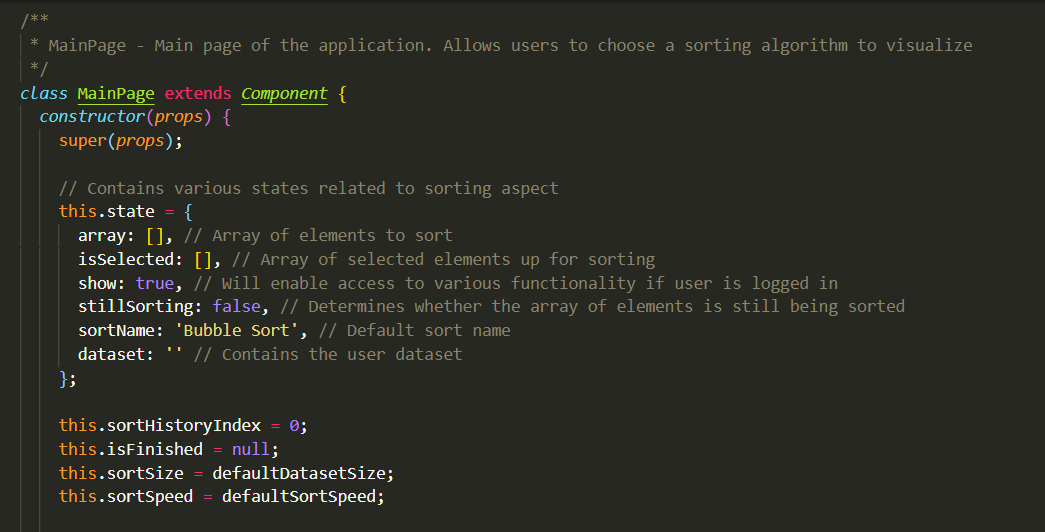 /**
 * MainPage - Main page of the application. Allows users to choose a sorting algorithm to visualize
 */
class MainPage extends Component {
  constructor(props) {
    super(props);

    // Contains various states related to sorting aspect
    this.state = {
      array: [], // Array of elements to sort
      isSelected: [], // Array of selected elements up for sorting
      show: true, // Will enable access to various functionality if user is logged in
      stillSorting: false, // Determines whether the array of elements is still being sorted
      sortName: 'Bubble Sort', // Default sort name
      dataset: '' // Contains the user dataset
    };

    this.sortHistoryIndex = 0;
    this.isFinished = null;
    this.sortSize = defaultDatasetSize;
    this.sortSpeed = defaultSortSpeed;